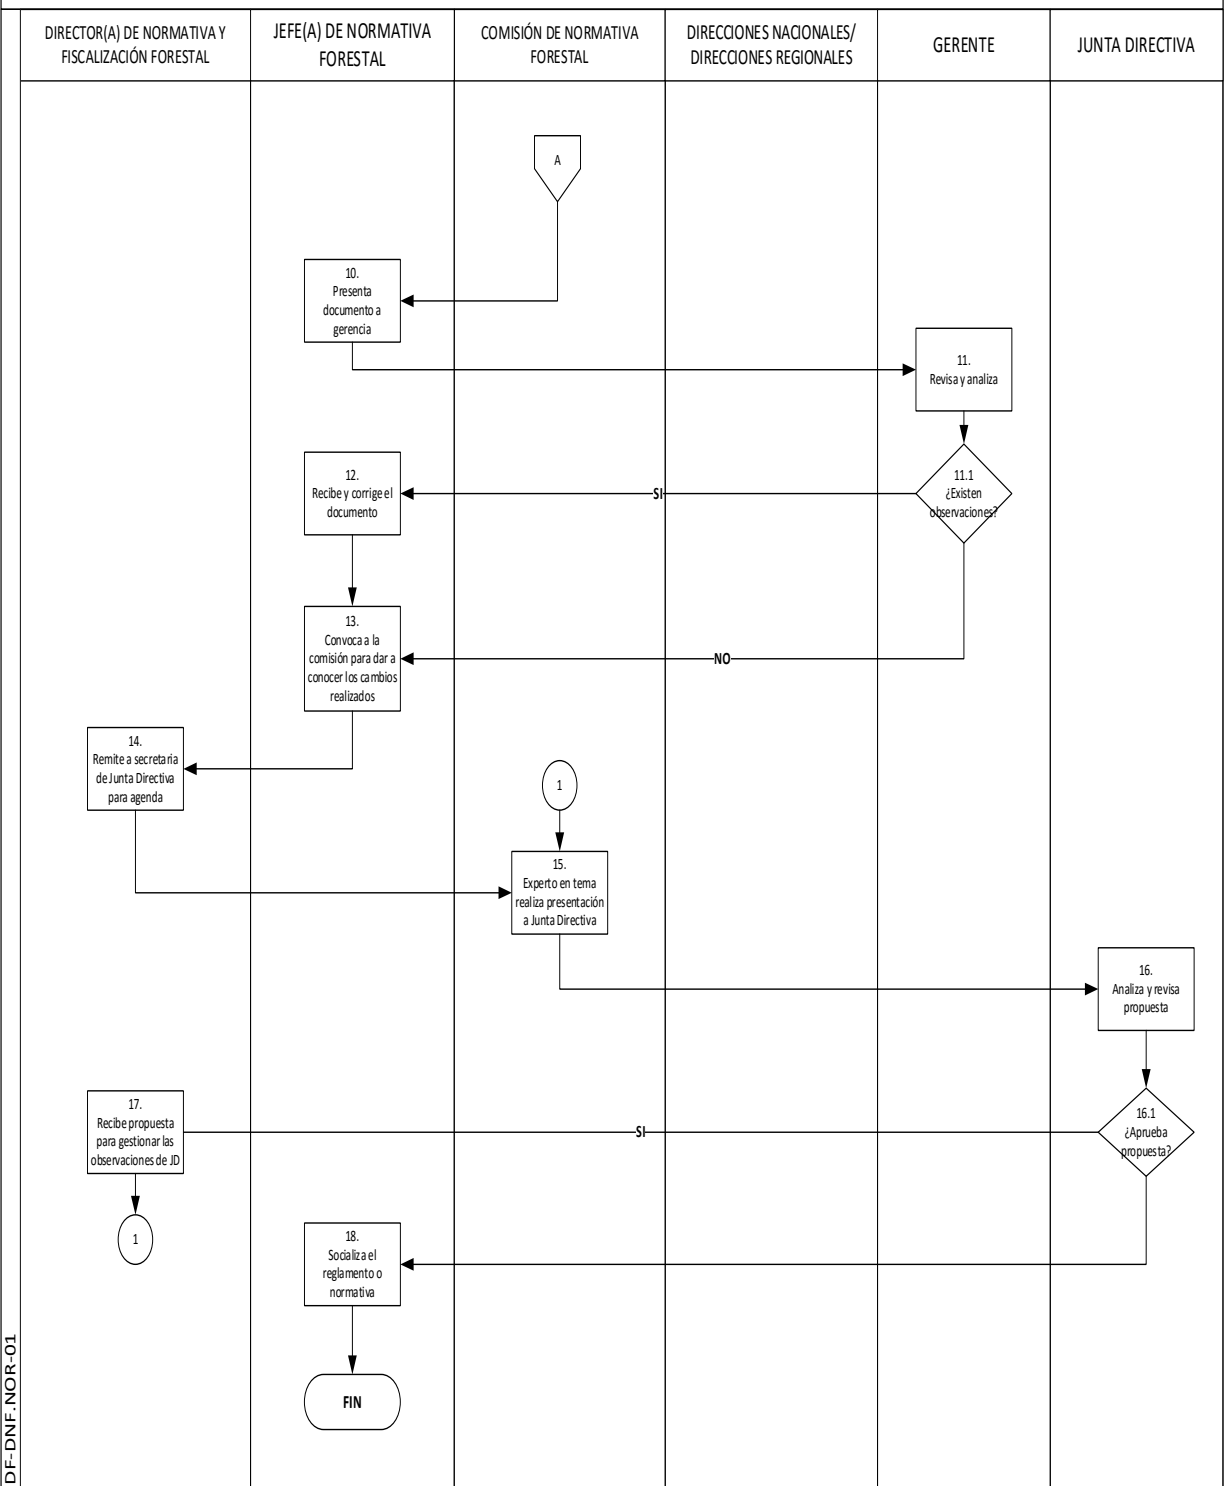 DIRECTOR(A) DE NORMATIVA Y
FISCALIZACIÓN FORESTAL
JEFE(A) DE NORMATIVA
FORESTAL
COMISIÓN DE NORMATIVA
FORESTAL
DIRECCIONES NACIONALES/
DIRECCIONES REGIONALES
GERENTE
JUNTA DIRECTIVA
A
10.
Presenta
documento a
gerencia
11.
Revisa y analiza
11.1
¿Existen
observaciones?
SI
12.
Recibe y corrige el
documento
NO
13.
Convoca a la
comisión para dar a
conocer los cambios
realizados
14.
Remite a secretaria
de Junta Directiva
para agenda
1
15.
Experto en tema
realiza presentación
a Junta Directiva
16.
Analiza y revisa
propuesta
16.1
¿Aprueba
propuesta?
SI
17.
Recibe propuesta
para gestionar las
observaciones de JD
1
18.
Socializa el
reglamento o
normativa
FIN
DF-DNF.NOR-01